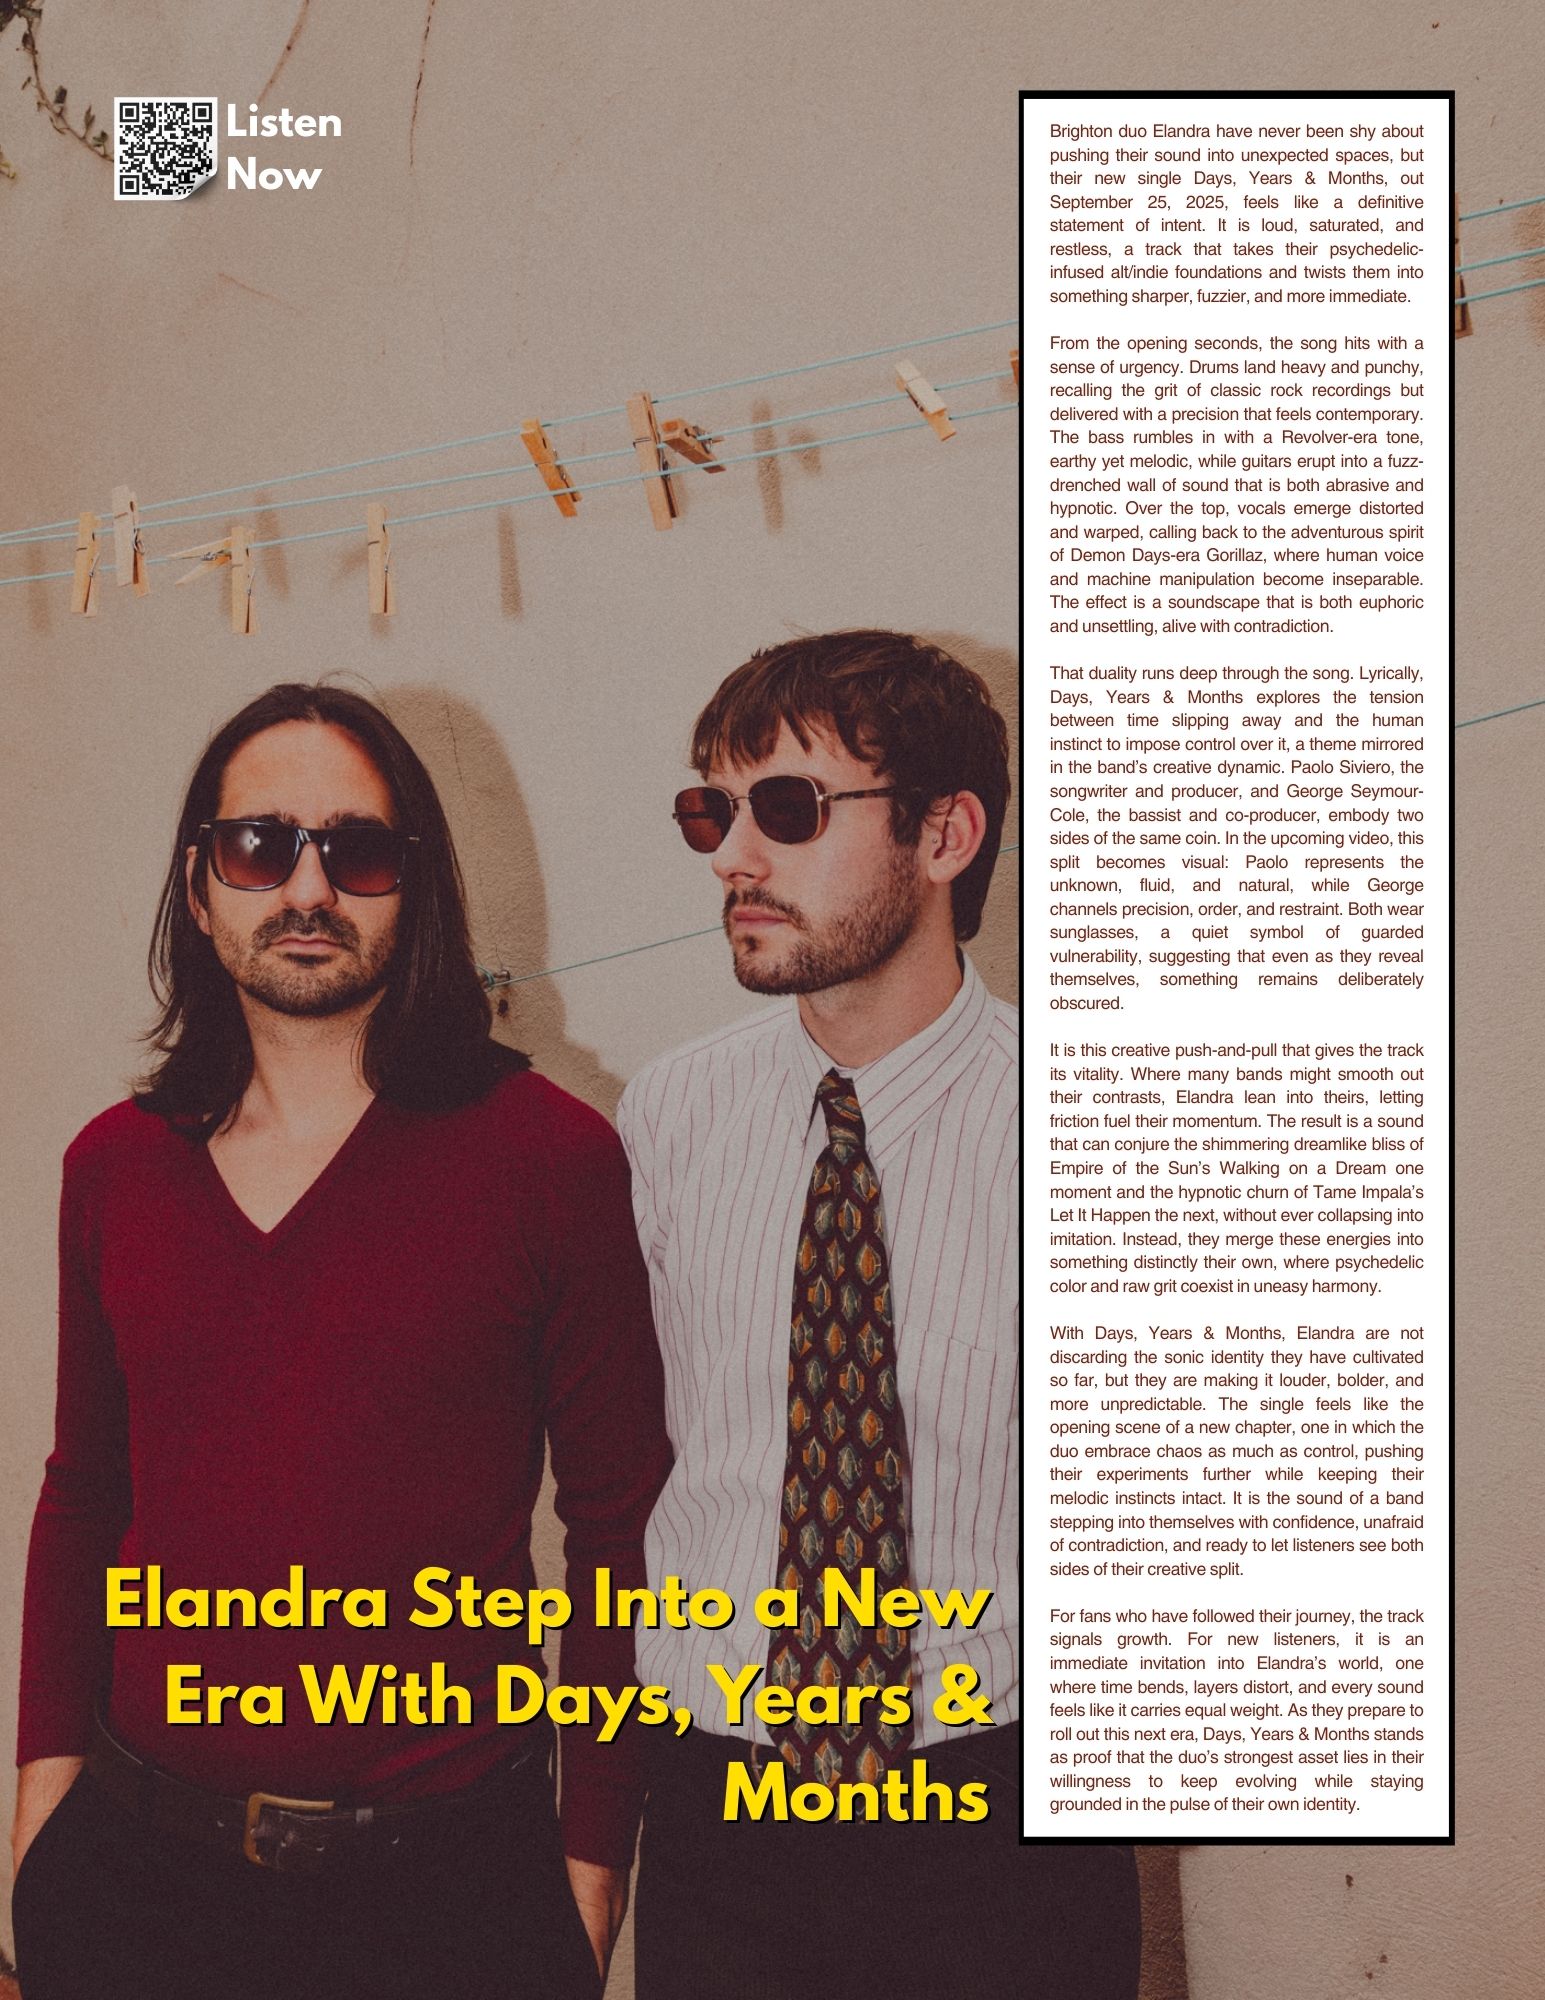 Listen
Now
Brighton duo Elandra have never been shy about
pushing their sound into unexpected spaces, but
their new single Days, Years & Months, out
September 25, 2025, feels like a definitive
statement of intent. It is loud, saturated, and
restless, a track that takes their psychedelic-
infused alt/indie foundations and twists them into
something sharper, fuzzier, and more immediate.
From the opening seconds, the song hits with a
sense of urgency. Drums land heavy and punchy,
recalling the grit of classic rock recordings but
delivered with a precision that feels contemporary.
The bass rumbles in with a Revolver-era tone,
earthy yet melodic, while guitars erupt into a fuzz-
drenched wall of sound that is both abrasive and
hypnotic. Over the top, vocals emerge distorted
and warped, calling back to the adventurous spirit
of Demon Days-era Gorillaz, where human voice
and machine manipulation become inseparable.
The effect is a soundscape that is both euphoric
and unsettling, alive with contradiction.
That duality runs deep through the song. Lyrically,
Days, Years & Months explores the tension
between time slipping away and the human
instinct to impose control over it, a theme mirrored
in the band's creative dynamic. Paolo Siviero, the
songwriter and producer, and George Seymour-
Cole, the bassist and co-producer, embody two
sides of the same coin. In the upcoming video, this
split becomes visual: Paolo represents the
unknown, fluid, and natural, while George
channels precision, order, and restraint. Both wear
sunglasses, a quiet symbol of guarded
vulnerability, suggesting that even as they reveal
themselves, something remains deliberately
obscured.
It is this creative push-and-pull that gives the track
its vitality. Where many bands might smooth out
their contrasts, Elandra lean into theirs, letting
friction fuel their momentum. The result is a sound
that can conjure the shimmering dreamlike bliss of
Empire of the Sun's Walking on a Dream one
moment and the hypnotic churn of Tame Impala's
Let It Happen the next, without ever collapsing into
imitation. Instead, they merge these energies into
something distinctly their own, where psychedelic
color and raw grit coexist in uneasy harmony.
With Days, Years & Months, Elandra are not
discarding the sonic identity they have cultivated
so far, but they are making it louder, bolder, and
more unpredictable. The single feels like the
opening scene of a new chapter, one in which the
duo embrace chaos as much as control, pushing
their experiments further while keeping their
melodic instincts intact. It is the sound of a band
stepping into themselves with confidence, unafraid
of contradiction, and ready to let listeners see both
sides of their creative split.
For fans who have followed their journey, the track
signals growth. For new listeners, it is an
immediate invitation into Elandra's world, one
where time bends, layers distort, and every sound
feels like it carries equal weight. As they prepare to
roll out this next era, Days, Years & Months stands
as proof that the duo's strongest asset lies in their
willingness to keep evolving while staying
grounded in the pulse of their own identity.
Elandra Step Into a New
Era With Days, Years &
Months